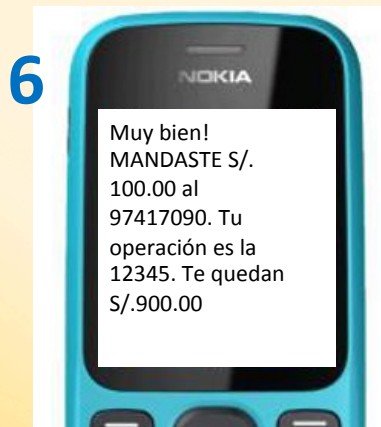 6
NOKIA
Muy bien!
MANDASTE S/.
100.00 al
97417090. Tu
operación es la
12345. Te quedan
S/.900.00